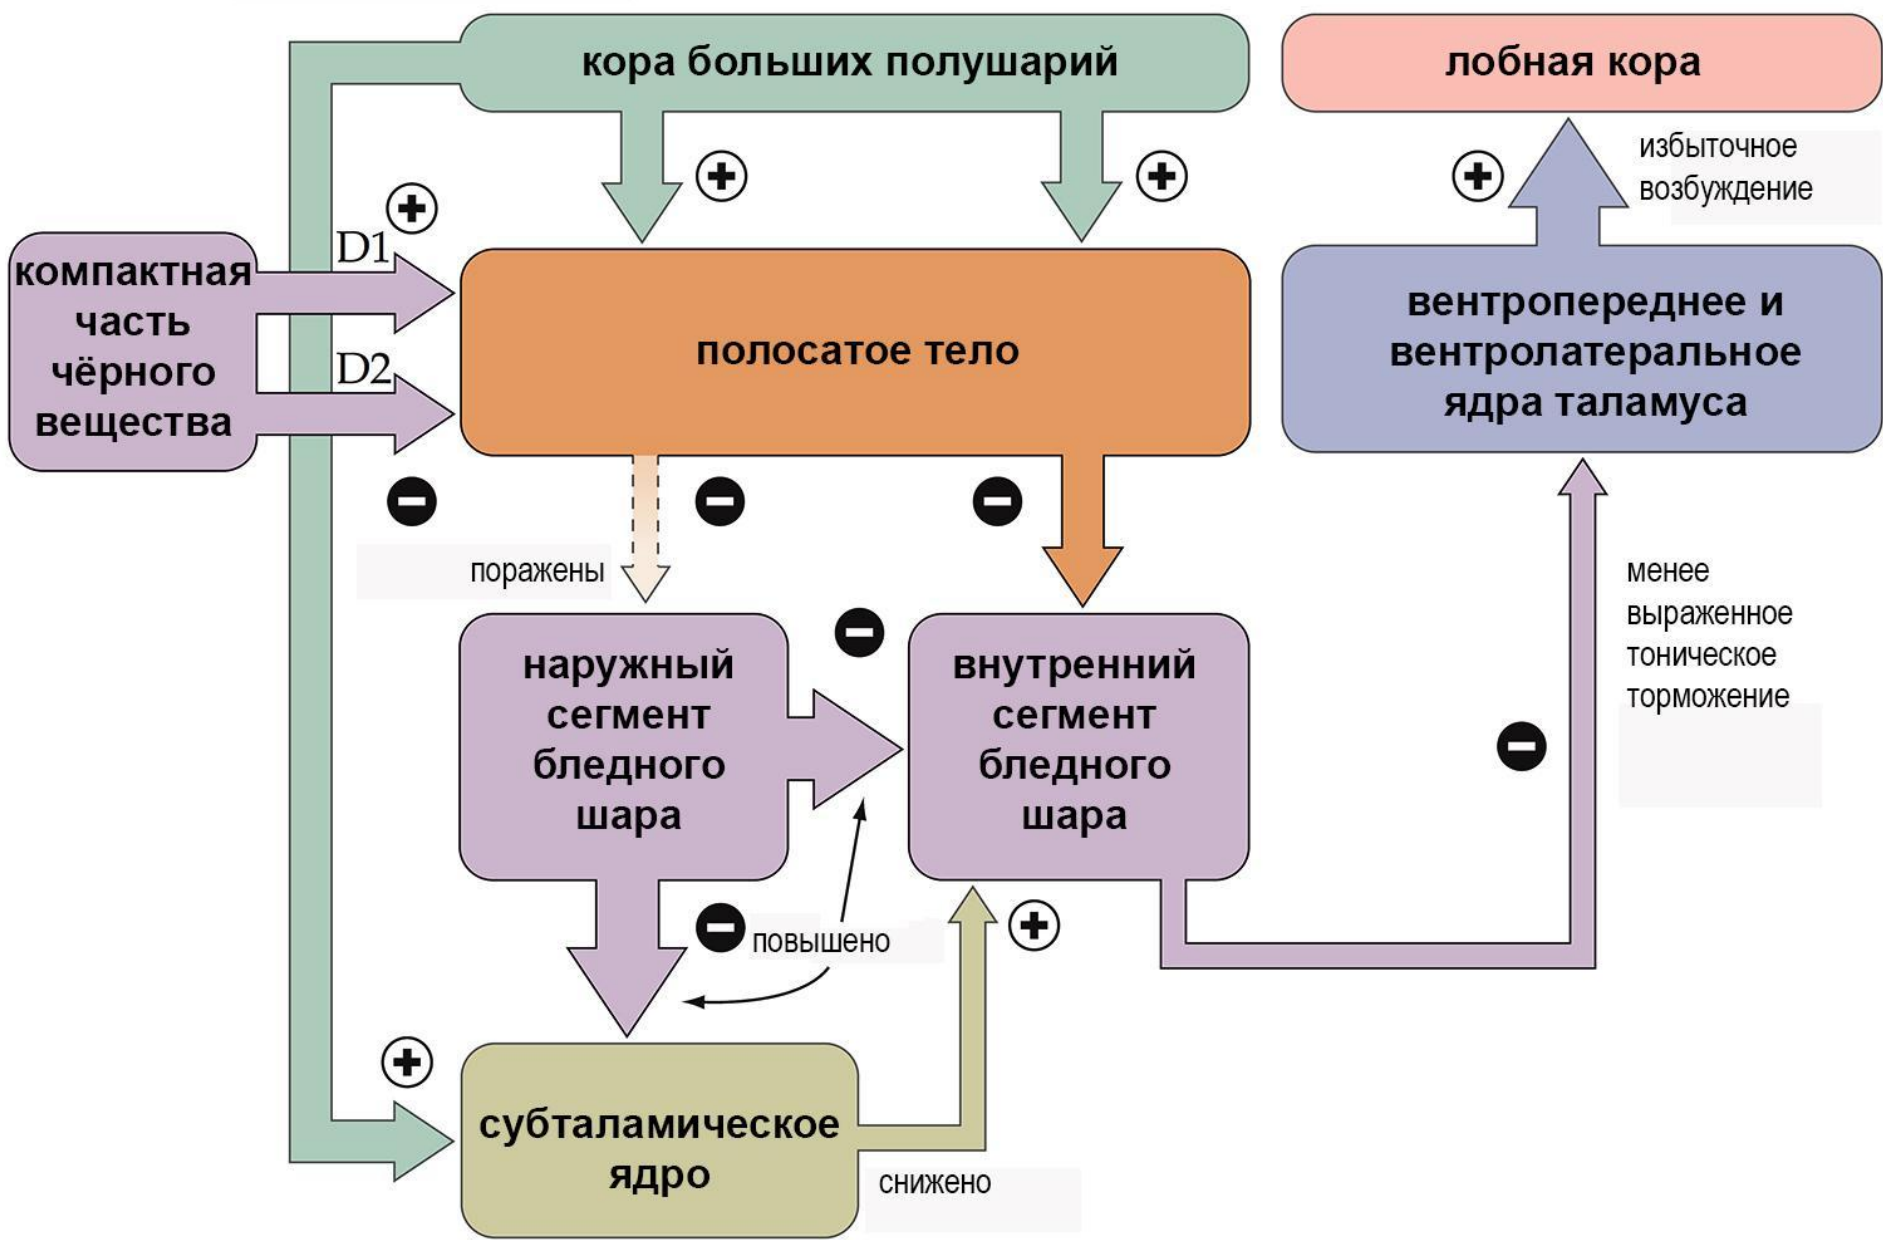 кора больших полушарий
лобная кора
избыточное
возбуждение
D1
компактная
часть
чёрного
вещества
D2
полосатое тело
вентропереднее и
вентролатеральное
ядра таламуса
поражены
менее
выраженное
тоническое
торможение
наружный
сегмент
бледного
шара
внутренний
сегмент
бледного
шара
повышено
субталамическое
ядро
снижено